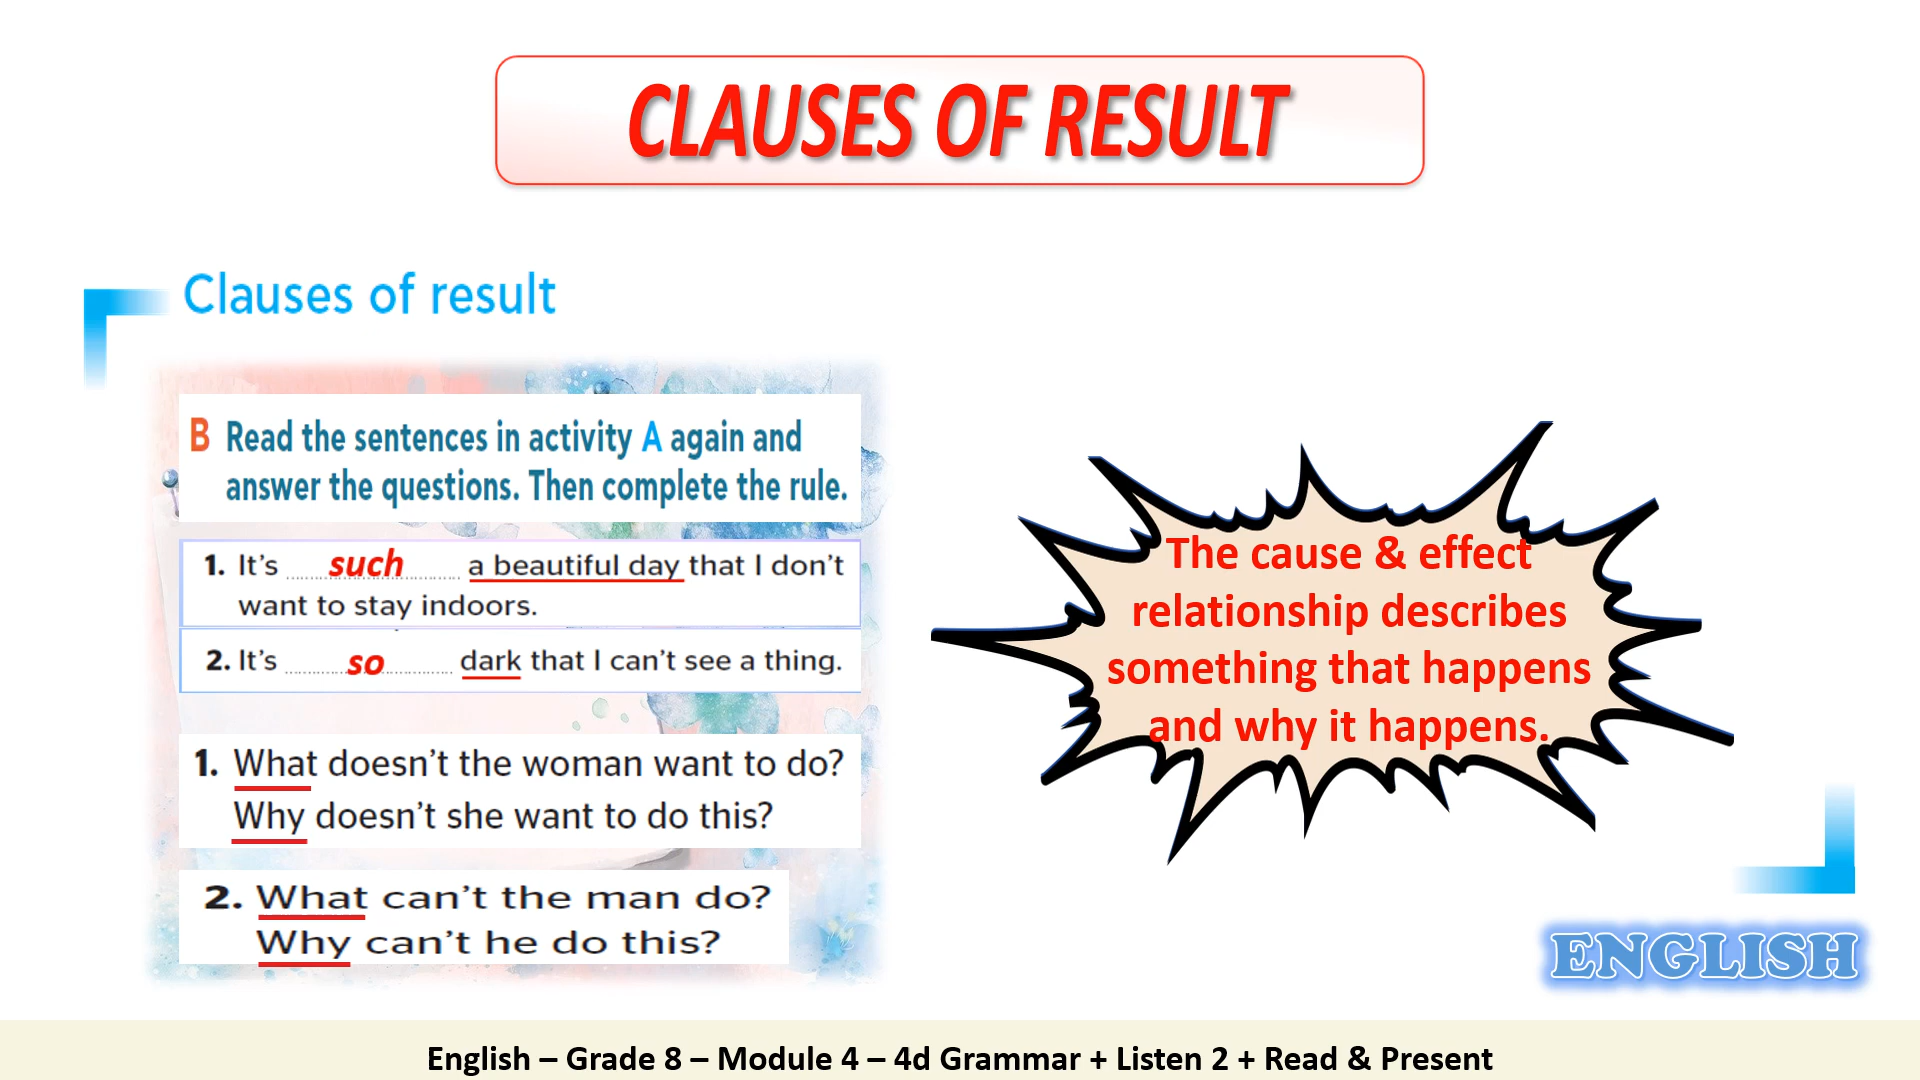 CLAUSES OF RESULT
Clauses of result
B Read the sentences in activity A again and
answer the questions. Then complete the rule.
1. It's such a beautiful day that I don't
want to stay indoors.
2. It's so dark that I can't see a thing.
1. What doesn't the woman want to do?
Why doesn't she want to do this?
2. What can't the man do?
Why can't he do this?
The cause & effect
relationship describes
something that happens
and why it happens.
ENGLISH
English – Grade 8 – Module 4 – 4d Grammar + Listen 2 + Read & Present